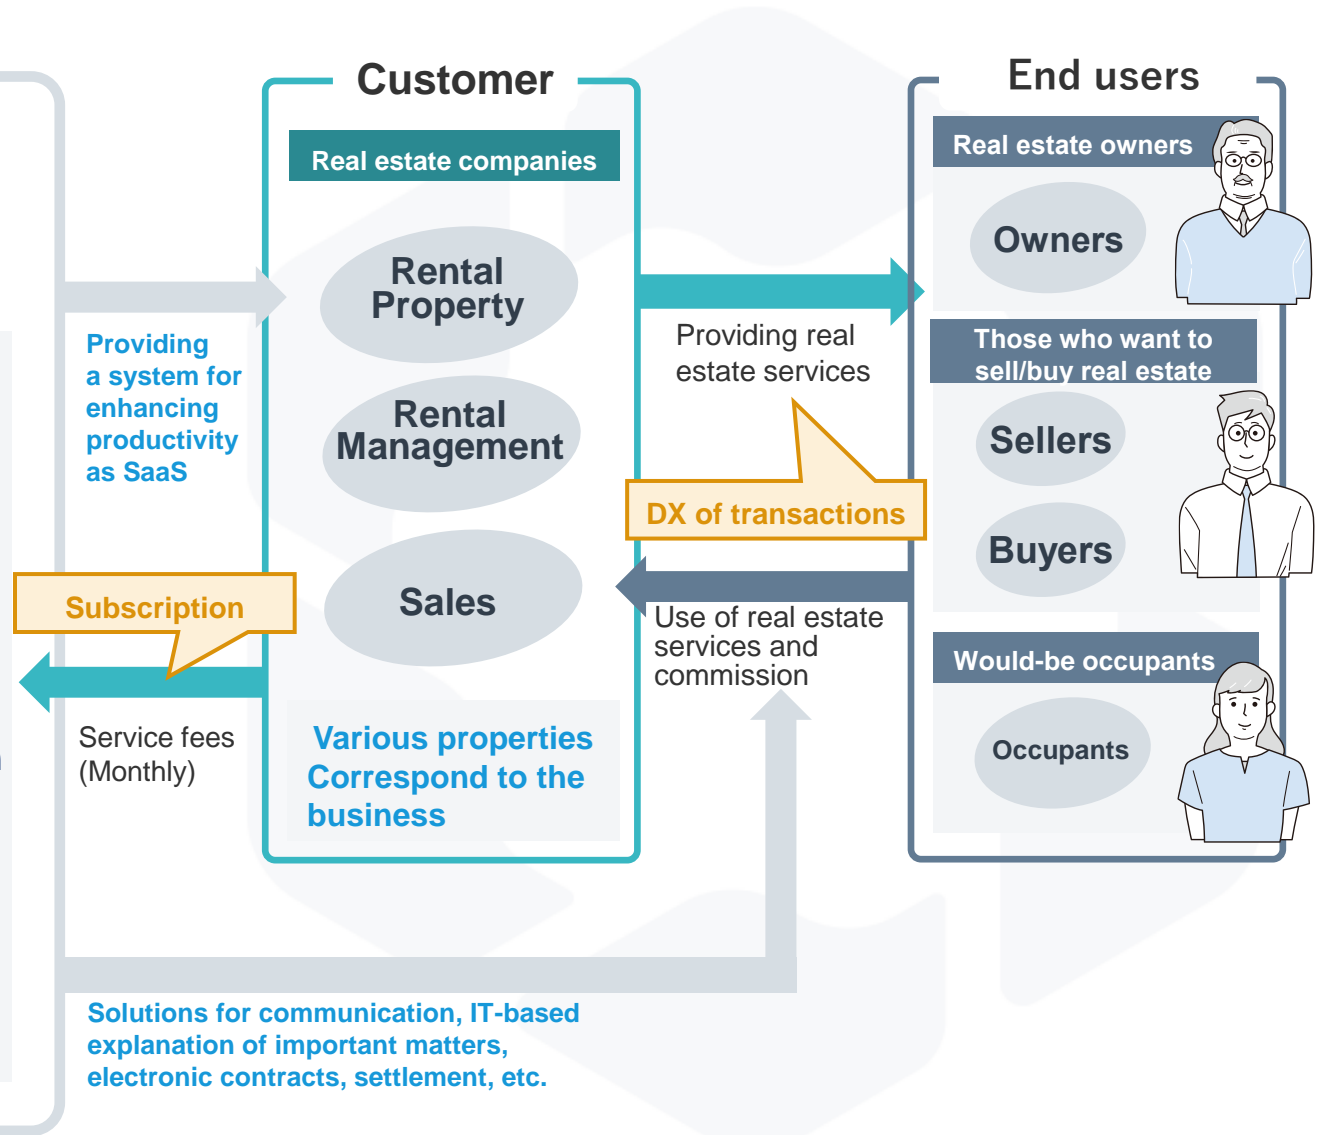 Customer
Real estate companies
Rental
Property
Rental
Management
Sales
Various properties
Correspond to the
business
Providing
a system for
enhancing
productivity
as SaaS
Subscription
Service fees
(Monthly)
Providing real
estate services
DX of transactions
Use of real estate
services and
commission
Solutions for communication, IT-based
explanation of important matters,
electronic contracts, settlement, etc.
End users
Real estate owners
Owners
Those who want to
sell/buy real estate
Sellers
Buyers
Would-be occupants
Occupants